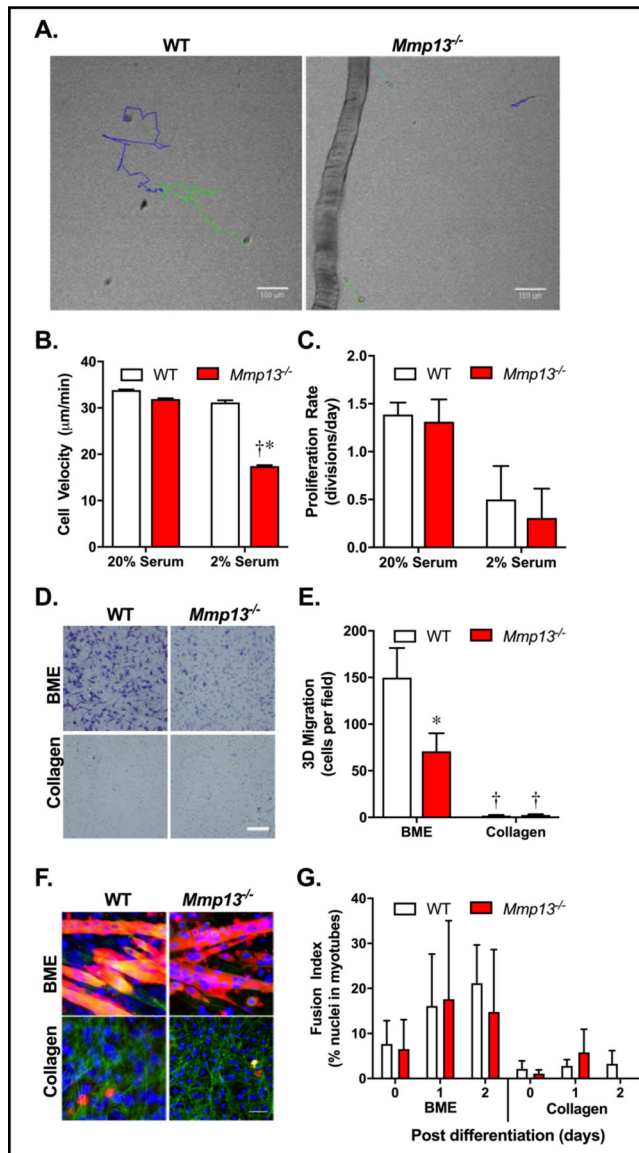 A.
WT
Mmp13-/-
100 µm
100 µm
B.
WT
Mmp13-/-
Cell Velocity (µm/min)
40
30
20
10
0
†*
20% Serum
2% Serum
C.
WT
Mmp13-/-
Proliferation Rate
(divisions/day)
2.0
1.5
1.0
0.5
0.0
20% Serum
2% Serum
D.
WT
Mmp13-/-
BME
Collagen
E.
WT
Mmp13-/-
3D Migration
(cells per field)
200
150
100
50
0
*
†
†
BME
Collagen
F.
WT
Mmp13-/-
BME
Collagen
G.
WT
Mmp13-/-
Fusion Index
(% nuclei in myotubes)
40
30
20
10
0
0
1
2
0
1
2
BME
Collagen
Post differentiation (days)